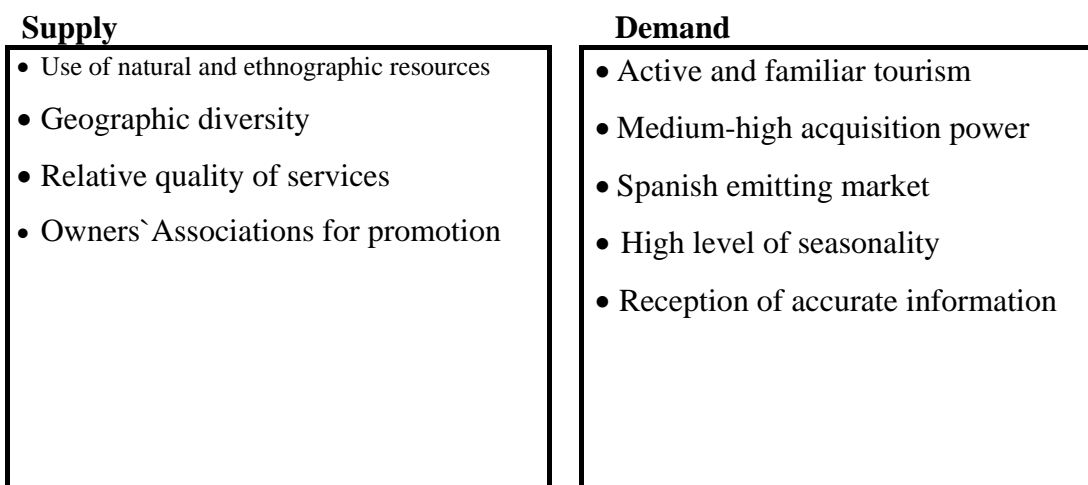 Supply
• Use of natural and ethnographic resources
• Geographic diversity
• Relative quality of services
• Owners`Associations for promotion
Demand
• Active and familiar tourism
• Medium-high acquisition power
• Spanish emitting market
• High level of seasonality
• Reception of accurate information